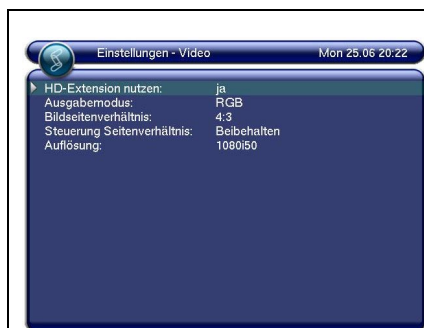 Einstellungen - Video Mon 25.06 20:22
HD-Extension nutzen: ja
Ausgabemodus: RGB
Bildseitenverhältnis: 4:3
Steuerung Seitenverhältnis: Beibehalten
Auflösung: 1080i50